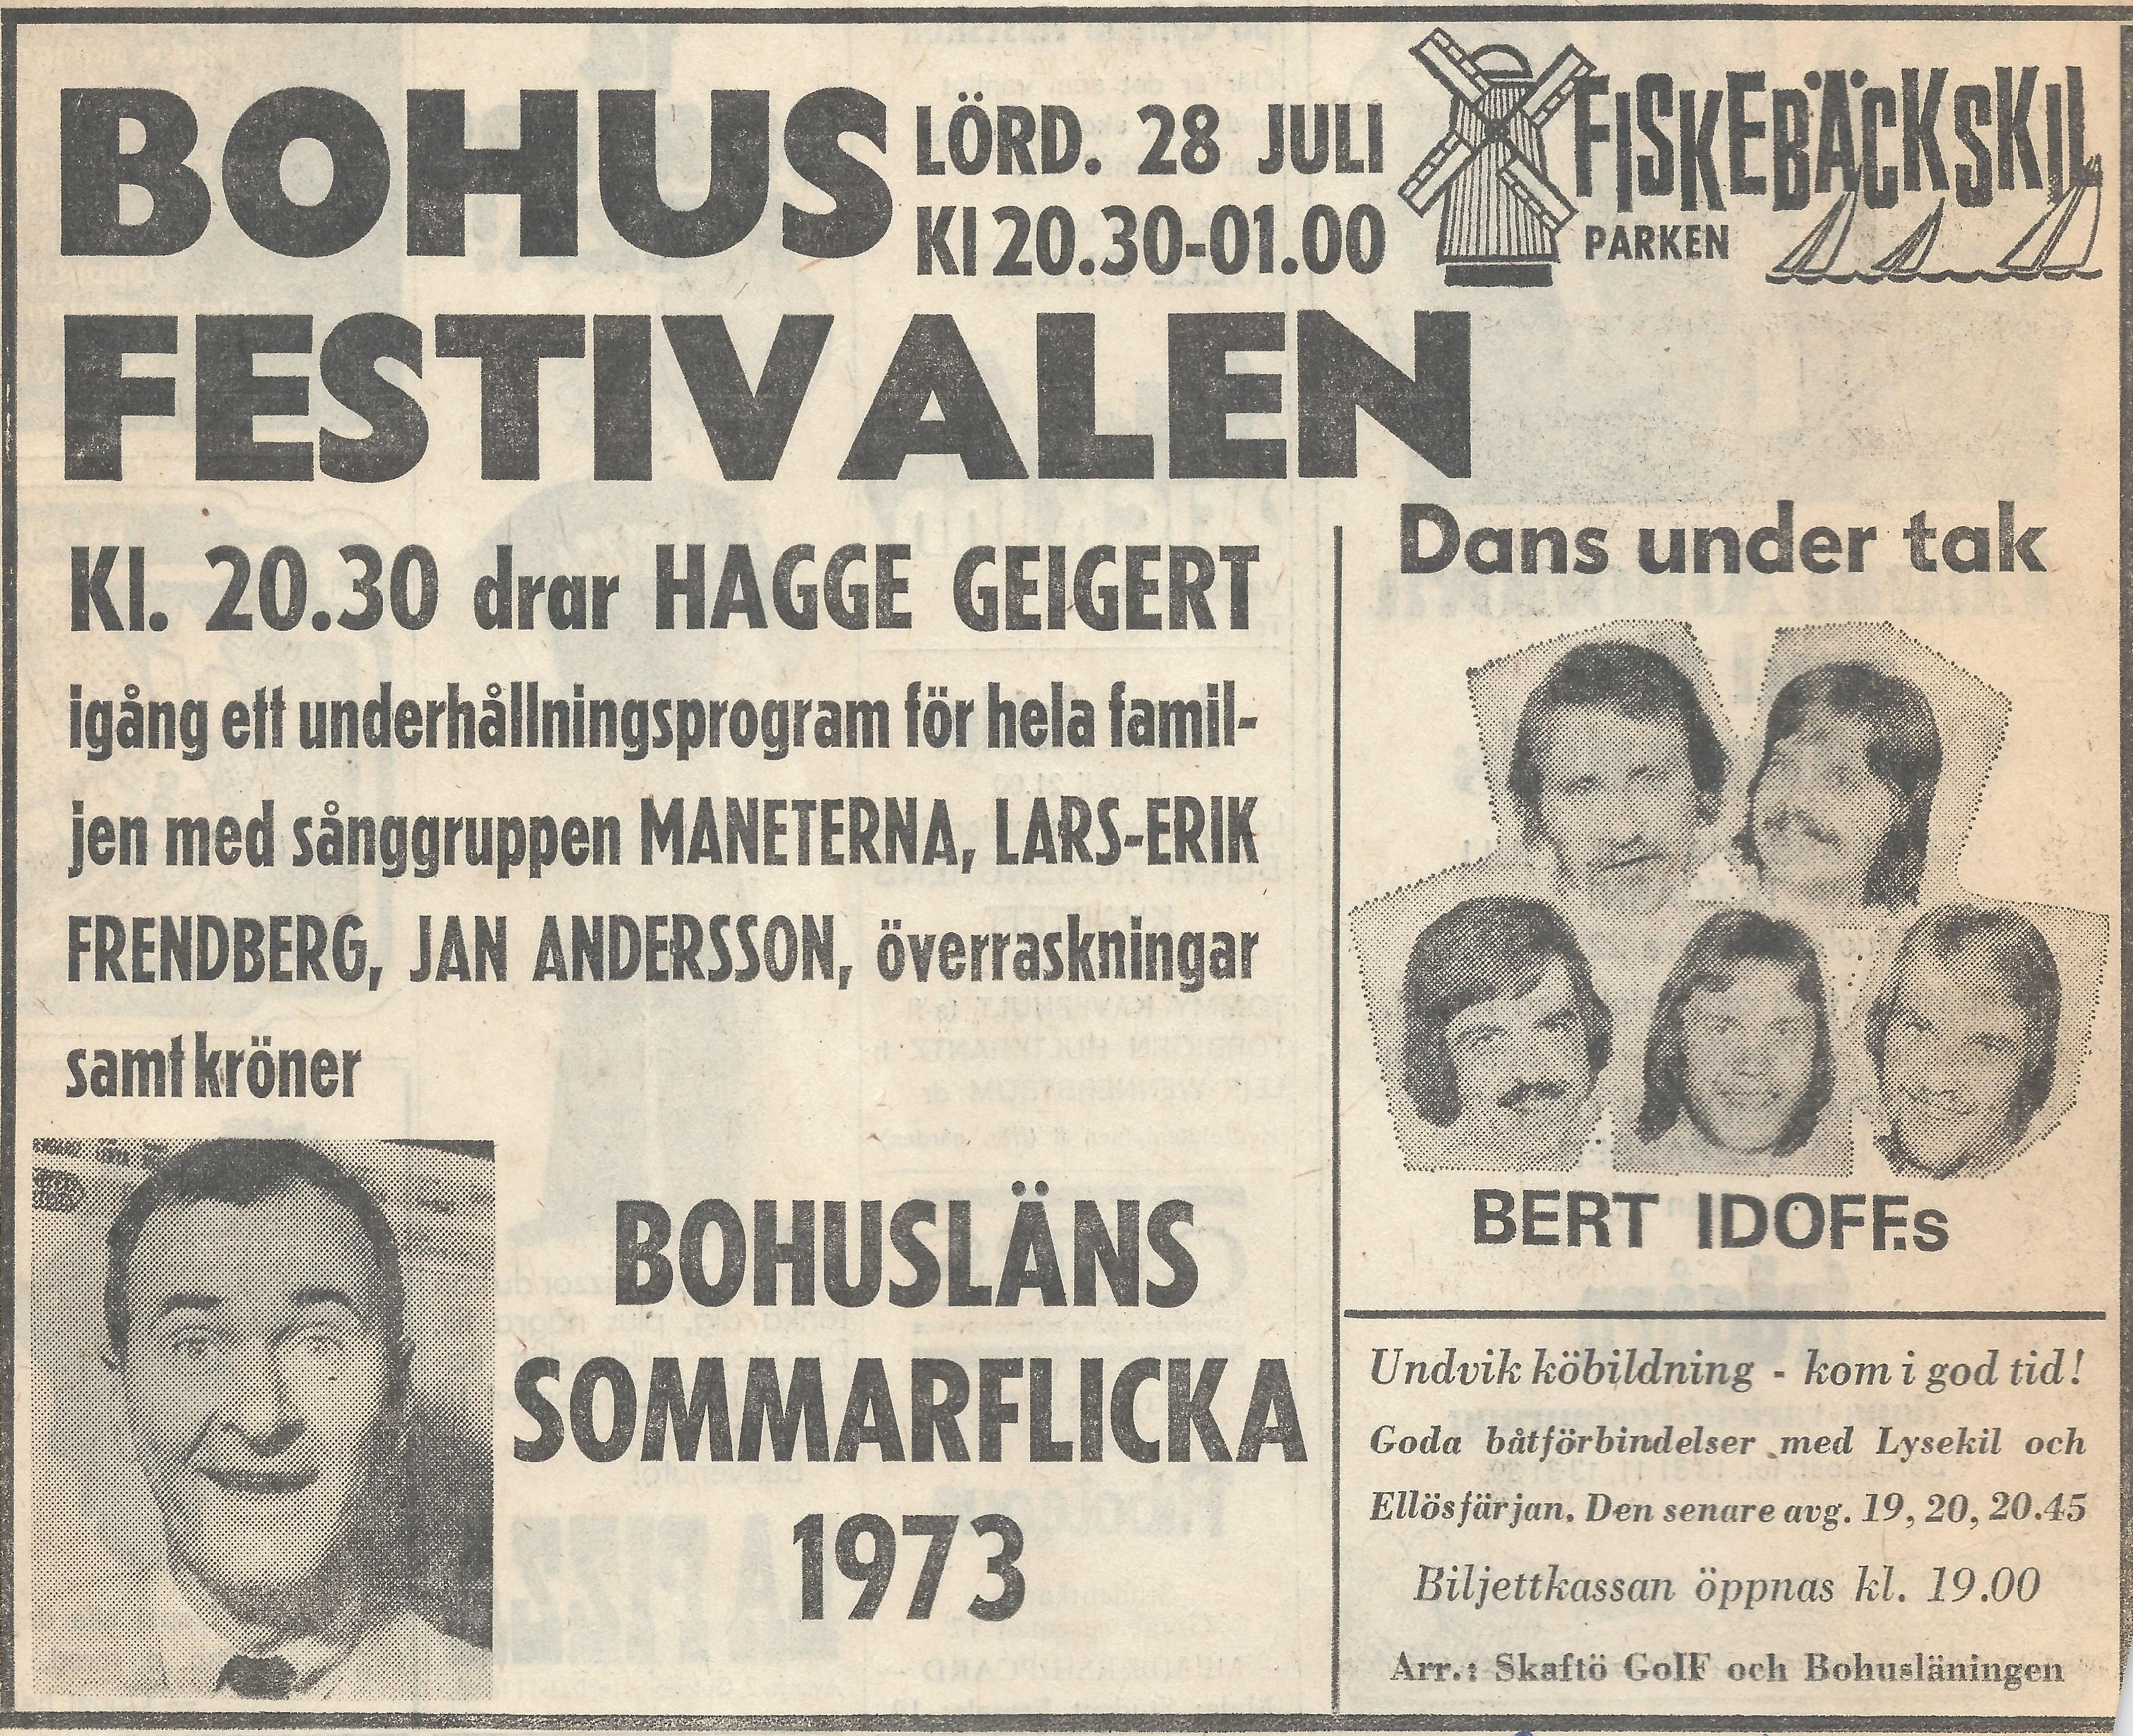 BOHUS
LÖRD. 28 JULI
Kl 20.30-01.00
FISKEBÄCKSKIL
PARKEN
FESTIVALEN
Kl. 20.30 drar HAGGE GEIGERT
igång ett underhållningsprogram för hela famil-
jen med sånggruppen MANETERNA, LARS-ERIK
FRENDBERG, JAN ANDERSSON, överraskningar
samt kröner
BOHUSLÄNS
SOMMARFLICKA
1973
Dans under tak
BERT IDOFF:s
Undvik köbildning - kom i god tid!
Goda båtförbindelser med Lysekil och
Ellösfärjan. Den senare avg. 19, 20, 20.45
Biljettkassan öppnas kl. 19.00
Arr.: Skaftö GoIF och Bohusläningen